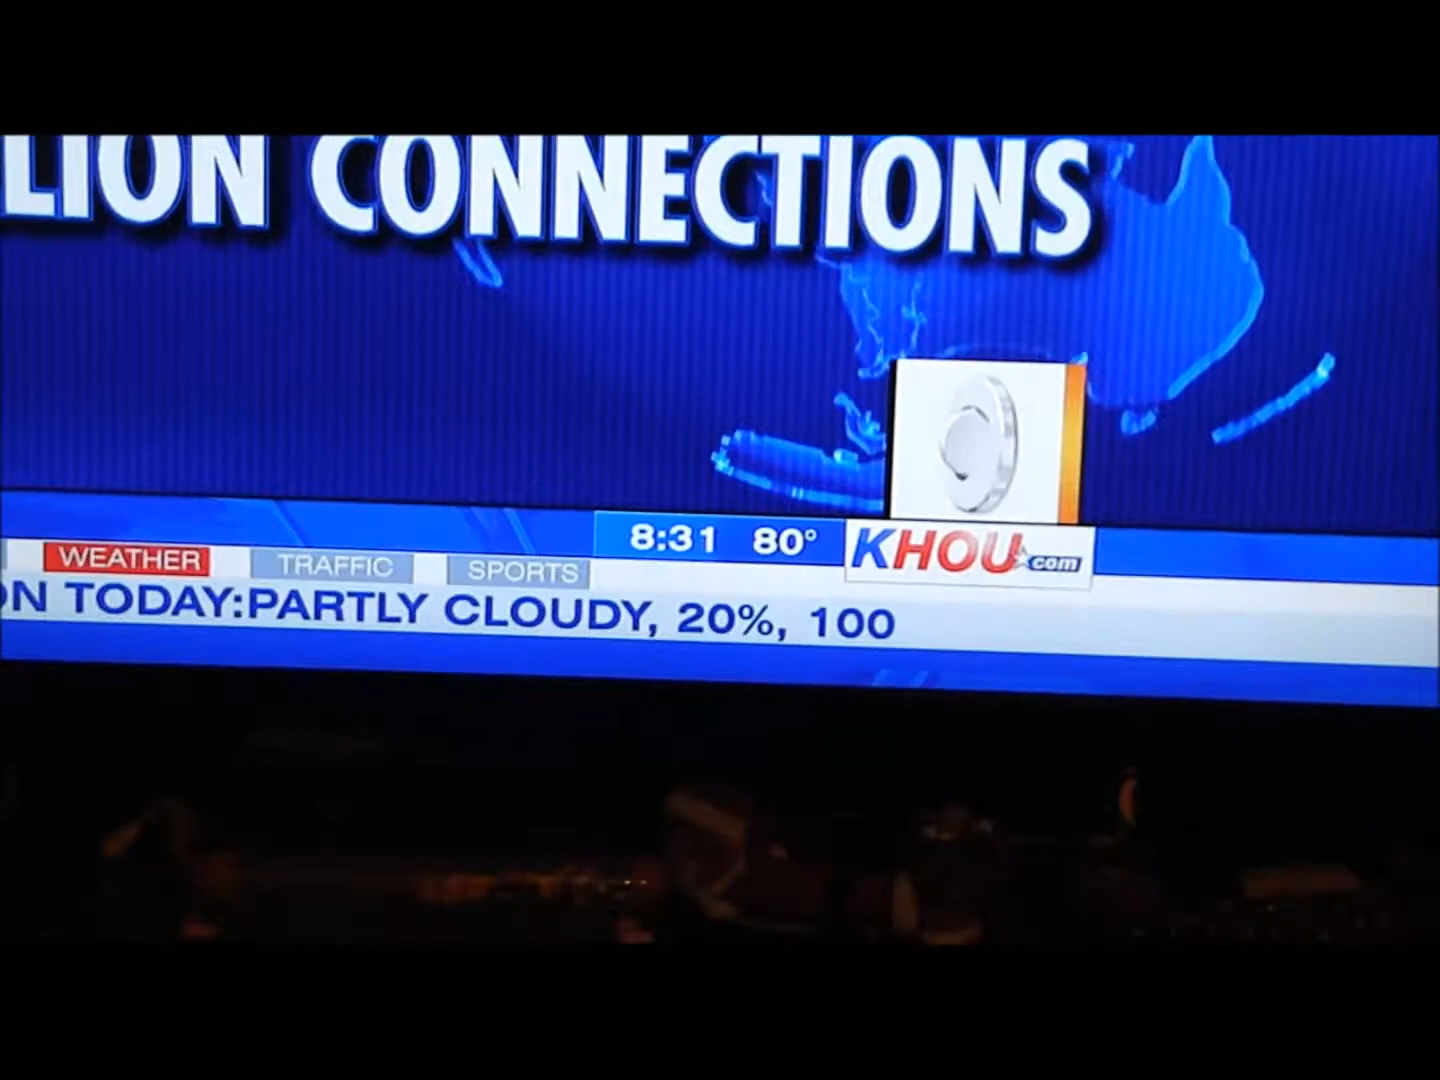 LION CONNECTIONS
8:31 80°
KHOU.com
WEATHER TRAFFIC SPORTS
ON TODAY:PARTLY CLOUDY, 20%, 100